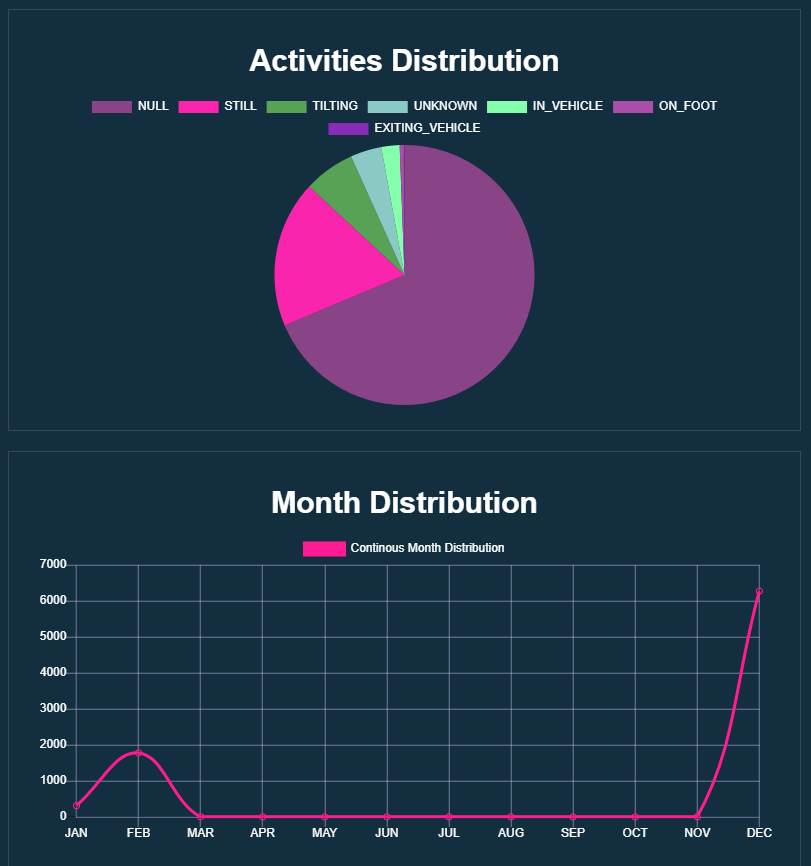 Activities Distribution
NULL STILL TILTING UNKNOWN IN_VEHICLE ON_FOOT
EXITING_VEHICLE
Month Distribution
Continous Month Distribution
7000
6000
5000
4000
3000
2000
1000
0
JAN FEB MAR APR MAY JUN JUL AUG SEP OCT NOV DEC